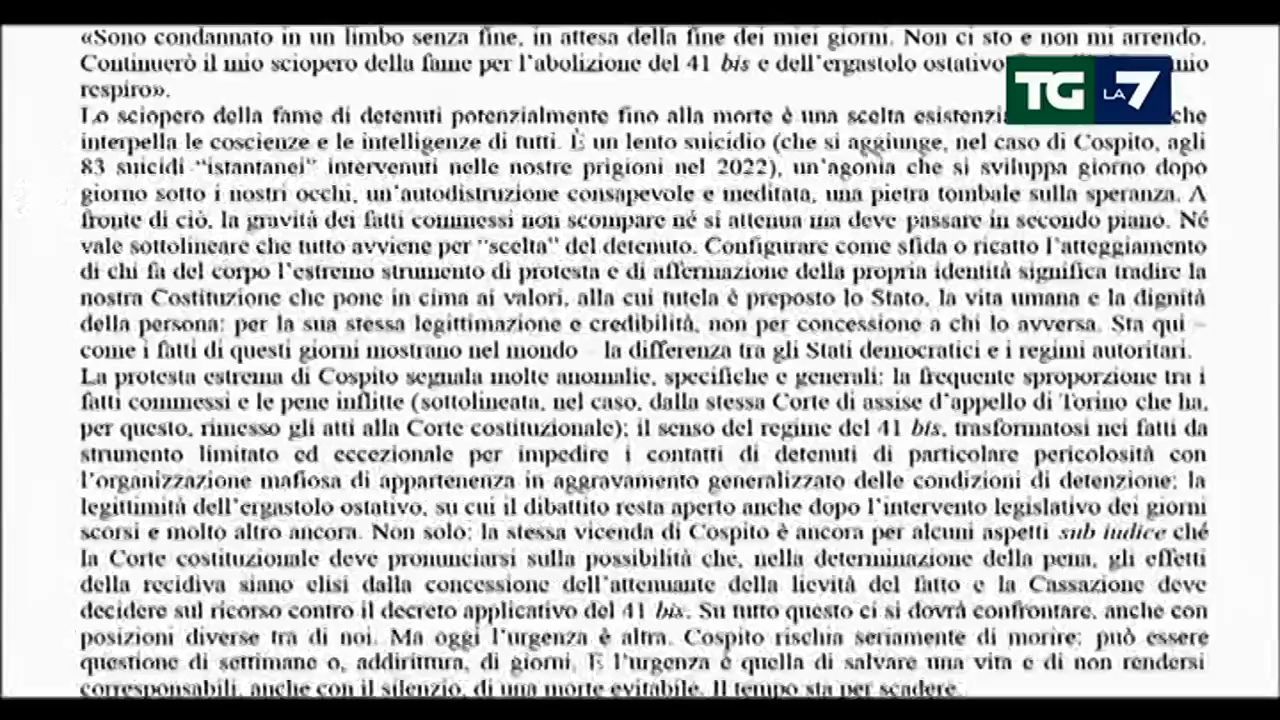 «Sono condannato in un limbo senza fine, in attesa della fine dei miei giorni. Non ci sto e non mi arrendo.
Continuerò il mio sciopero della fame per l'abolizione del 41 bis e dell'ergastolo ostativo mio
respiro».
TG LA 7
Lo sciopero della fame di detenuti potenzialmente fino alla morte è una scelta che
interpella le coscienze e le intelligenze di tutti. È un lento suicidio (che si aggiunge, nel caso di Cospito, agli
83 suicidi “istantanei” intervenuti nelle nostre prigioni nel 2022), un'agonia che si sviluppa giorno dopo
giorno sotto i nostri occhi, un'autodistruzione consapevole e meditata, una pietra tombale sulla speranza. A
fronte di ciò, la gravità dei fatti commessi non scompare né si attenua ma deve passare in secondo piano. Né
vale sottolineare che tutto avviene per “scelta” del detenuto. Configurare come sfida o ricatto l'atteggiamento
di chi fa del corpo l'estremo strumento di protesta e di affermazione della propria identità significa tradire la
nostra Costituzione che pone in cima ai valori, alla cui tutela è preposto lo Stato, la vita umana e la dignità
della persona: per la sua stessa legittimazione e credibilità, non per concessione a chi lo avversa. Sta qui –
come i fatti di questi giorni mostrano nel mondo – la differenza tra gli Stati democratici e i regimi autoritari.
La protesta estrema di Cospito segnala molte anomalie, specifiche e generali: la frequente sproporzione tra i
fatti commessi e le pene inflitte (sottolineata, nel caso, dalla stessa Corte di assise d'appello di Torino che ha,
per questo, rimesso gli atti alla Corte costituzionale); il senso del regime del 41 bis, trasformatosi nei fatti da
strumento limitato ed eccezionale per impedire i contatti di detenuti di particolare pericolosità con
l'organizzazione mafiosa di appartenenza in aggravamento generalizzato delle condizioni di detenzione; la
legittimità dell'ergastolo ostativo, su cui il dibattito resta aperto anche dopo l'intervento legislativo dei giorni
scorsi e molto altro ancora. Non solo: la stessa vicenda di Cospito è ancora per alcuni aspetti sub iudice ché
la Corte costituzionale deve pronunciarsi sulla possibilità che, nella determinazione della pena, gli effetti
della recidiva siano elisi dalla concessione dell'attenuante della lievità del fatto e la Cassazione deve
decidere sul ricorso contro il decreto applicativo del 41 bis. Su tutto questo ci si dovrà confrontare, anche con
posizioni diverse tra di noi. Ma oggi l'urgenza è altra. Cospito rischia seriamente di morire: può essere
questione di settimane o, addirittura, di giorni. E l'urgenza è quella di salvare una vita e di non rendersi
corresponsabili, anche con il silenzio, di una morte evitabile. Il tempo sta per scadere.